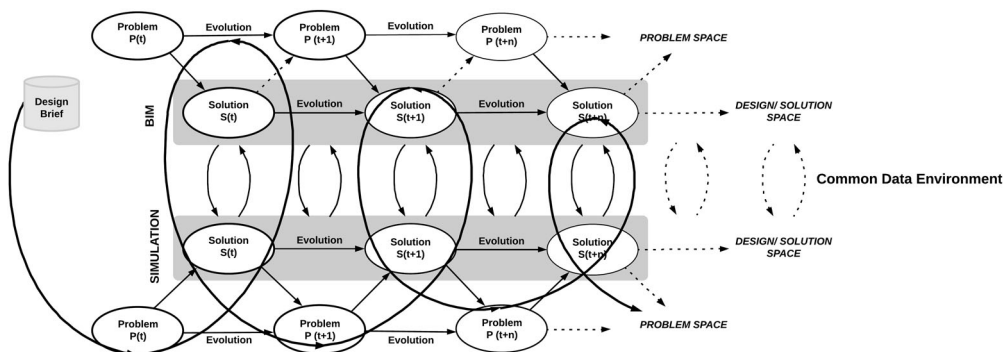 Problem
P(t)
Evolution
Problem
P (t+1)
Evolution
Problem
P (t+n)
PROBLEM SPACE
Design
Brief
BIM
Solution
S(t)
Evolution
Solution
S(t+1)
Evolution
Solution
S(t+n)
DESIGN/ SOLUTION
SPACE
Common Data Environment
SIMULATION
Solution
S(t)
Evolution
Solution
S(t+1)
Evolution
Solution
S(t+n)
DESIGN/ SOLUTION
SPACE
Problem
P(t)
Evolution
Problem
P (t+1)
Evolution
Problem
P (t+n)
PROBLEM SPACE